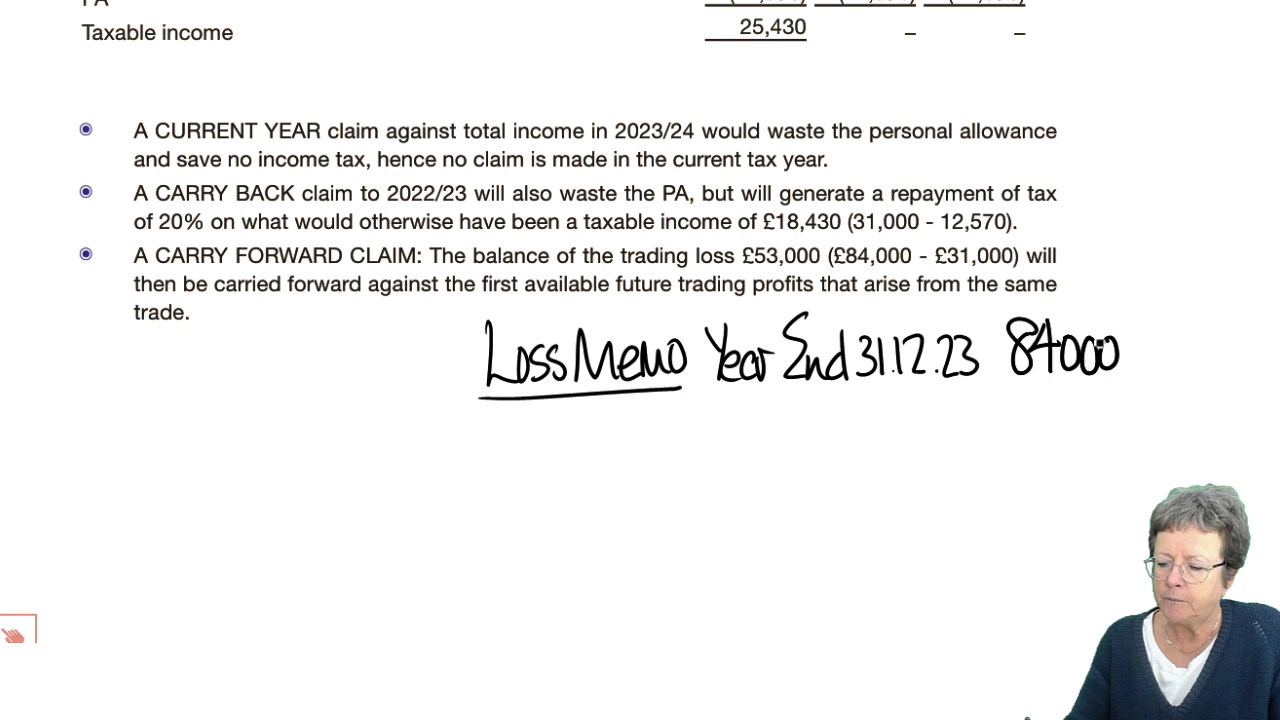 Taxable income 25,430 – –
A CURRENT YEAR claim against total income in 2023/24 would waste the personal allowance
and save no income tax, hence no claim is made in the current tax year.
A CARRY BACK claim to 2022/23 will also waste the PA, but will generate a repayment of tax
of 20% on what would otherwise have been a taxable income of £18,430 (31,000 - 12,570).
A CARRY FORWARD CLAIM: The balance of the trading loss £53,000 (£84,000 - £31,000) will
then be carried forward against the first available future trading profits that arise from the same
trade.
Loss Memo Year End 31.12.23 84000